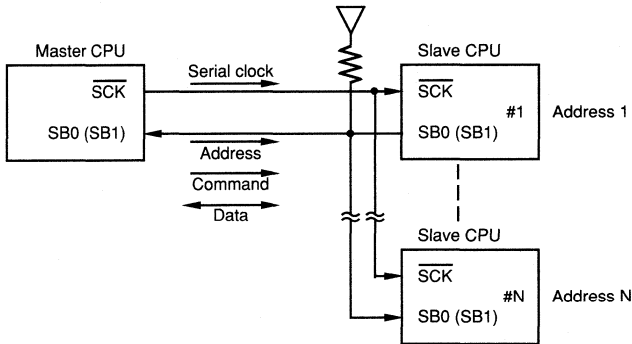 Master CPU
SCK
SB0 (SB1)
Serial clock
Address
Command
Data
Slave CPU
SCK
#1
SB0 (SB1)
Address 1
Slave CPU
SCK
#N
SB0 (SB1)
Address N